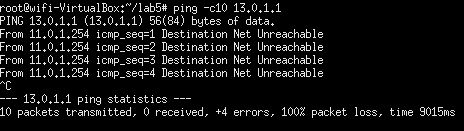 root@wifi-VirtualBox:~/lab5# ping -c10 13.0.1.1
PING 13.0.1.1 (13.0.1.1) 56(84) bytes of data.
From 11.0.1.254 icmp_seq=1 Destination Net Unreachable
From 11.0.1.254 icmp_seq=2 Destination Net Unreachable
From 11.0.1.254 icmp_seq=3 Destination Net Unreachable
From 11.0.1.254 icmp_seq=4 Destination Net Unreachable
^C
--- 13.0.1.1 ping statistics ---
10 packets transmitted, 0 received, +4 errors, 100% packet loss, time 9015ms